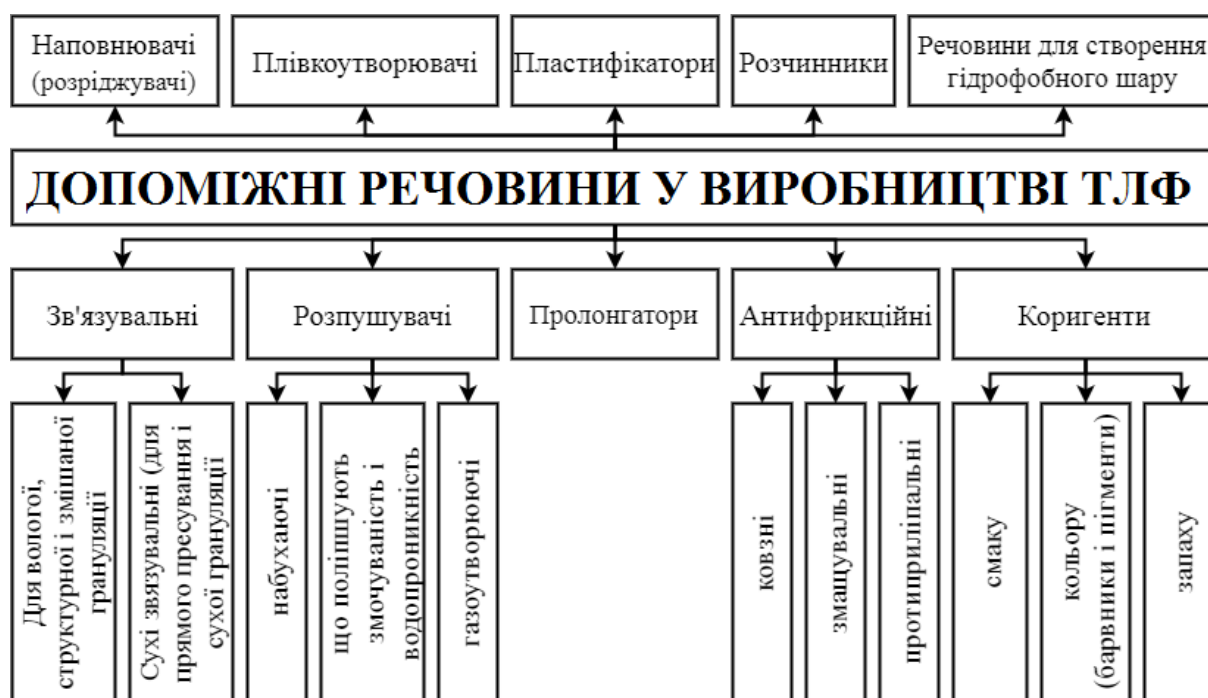 Наповнювачі
(розріджувачі)
Плівкоутворювачі
Пластифікатори
Розчинники
Речовини для створення
гідрофобного шару
ДОПОМІЖНІ РЕЧОВИНИ У ВИРОБНИЦТВІ ТЛФ
Зв'язувальні
Розпушувачі
Пролонгатори
Антифрикційні
Коригенти
Для вологої,
структурної і змішаної
грануляції
Сухі звязувальні (для
прямого пресування і
сухої грануляції
набухаючі
що поліпшують
змочуваність і
водопроникність
газоутворюючі
ковзні
змащувальні
протиприліпальні
смаку
кольору
(барвники і пігменти)
запаху